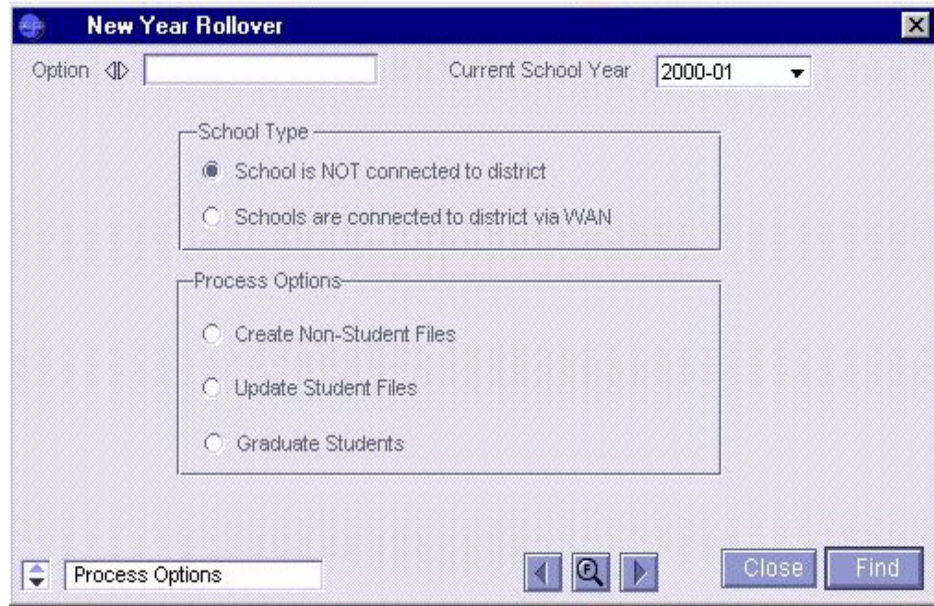 New Year Rollover
Option Current School Year 2000-01
School Type
School is NOT connected to district
Schools are connected to district via WAN
Process Options
Create Non-Student Files
Update Student Files
Graduate Students
Process Options F Close Find